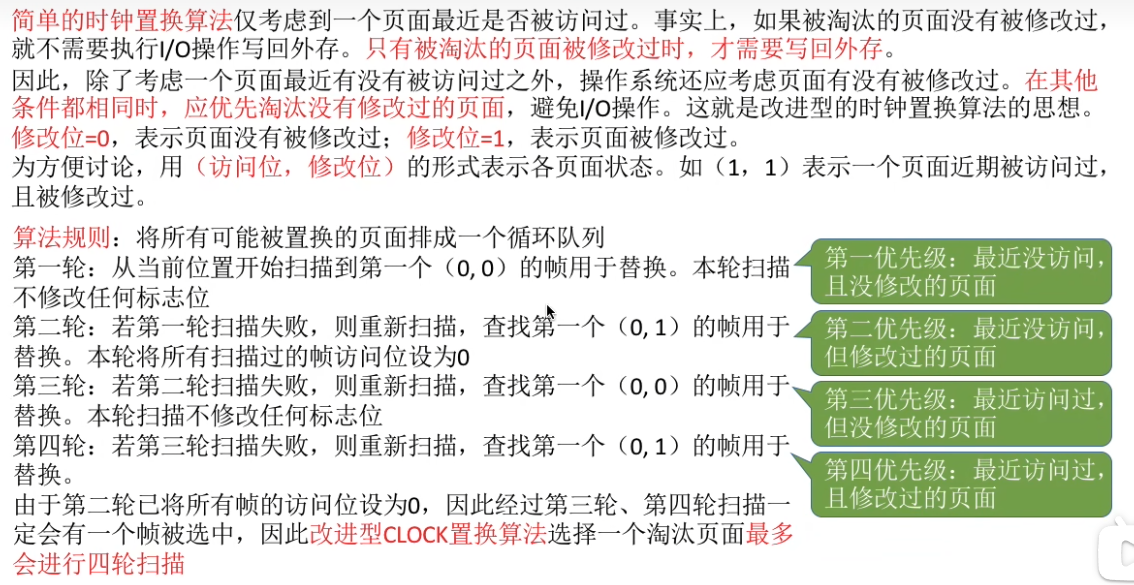 简单的时钟置换算法仅考虑到一个页面最近是否被访问过。事实上，如果被淘汰的页面没有被修改过，
就不需要执行I/O操作写回外存。只有被淘汰的页面被修改过时，才需要写回外存。
因此，除了考虑一个页面最近有没有被访问过之外，操作系统还应考虑页面有没有被修改过。在其他
条件都相同时，应优先淘汰没有修改过的页面，避免I/O操作。这就是改进型的时钟置换算法的思想。
修改位=0，表示页面没有被修改过；修改位=1，表示页面被修改过。
为方便讨论，用（访问位，修改位）的形式表示各页面状态。如（1，1）表示一个页面近期被访问过，
且被修改过。
算法规则：将所有可能被置换的页面排成一个循环队列
第一轮：从当前位置开始扫描到第一个（0, 0）的帧用于替换。本轮扫描
不修改任何标志位
第二轮：若第一轮扫描失败，则重新扫描，查找第一个（0, 1）的帧用于
替换。本轮将所有扫描过的帧访问位设为0
第三轮：若第二轮扫描失败，则重新扫描，查找第一个（0, 0）的帧用于
替换。本轮扫描不修改任何标志位
第四轮：若第三轮扫描失败，则重新扫描，查找第一个（0, 1）的帧用于
替换。
由于第二轮已将所有帧的访问位设为0，因此经过第三轮、第四轮扫描一
定会有一个帧被选中，因此改进型CLOCK置换算法选择一个淘汰页面最多
会进行四轮扫描
第一优先级：最近没访问，
且没修改的页面
第二优先级：最近没访问，
但修改过的页面
第三优先级：最近访问过，
但没修改的页面
第四优先级：最近访问过，
且修改过的页面